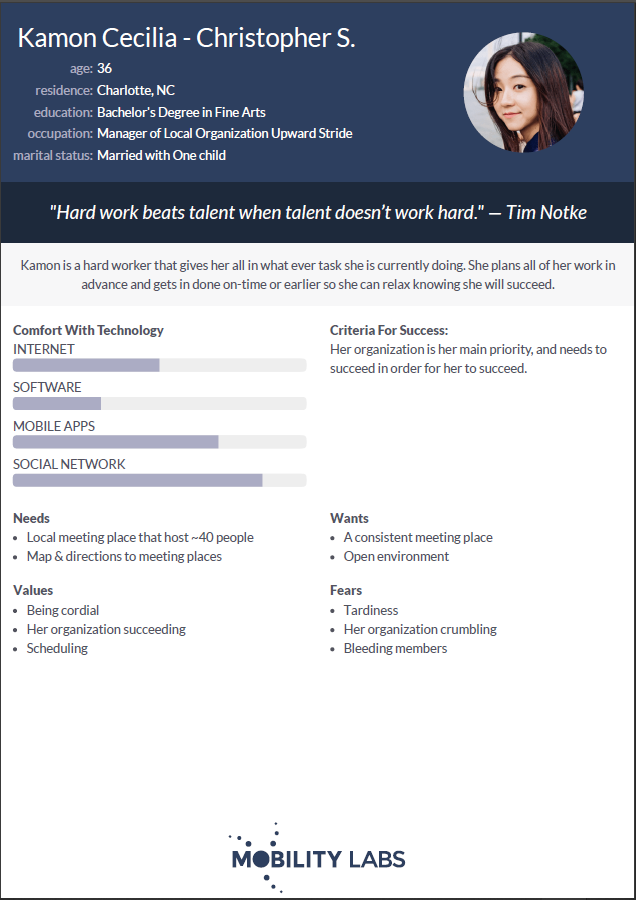 Kamon Cecilia - Christopher S.
age: 36
residence: Charlotte, NC
education: Bachelor's Degree in Fine Arts
occupation: Manager of Local Organization Upward Stride
marital status: Married with One child
"Hard work beats talent when talent doesn’t work hard." — Tim Notke
Kamon is a hard worker that gives her all in what ever task she is currently doing. She plans all of her work in
advance and gets in done on-time or earlier so she can relax knowing she will succeed.
Comfort With Technology
INTERNET
SOFTWARE
MOBILE APPS
SOCIAL NETWORK
Criteria For Success:
Her organization is her main priority, and needs to
succeed in order for her to succeed.
Needs
• Local meeting place that host ~40 people
• Map & directions to meeting places
Wants
• A consistent meeting place
• Open environment
Values
• Being cordial
• Her organization succeeding
• Scheduling
Fears
• Tardiness
• Her organization crumbling
• Bleeding members
MOBILITY LABS